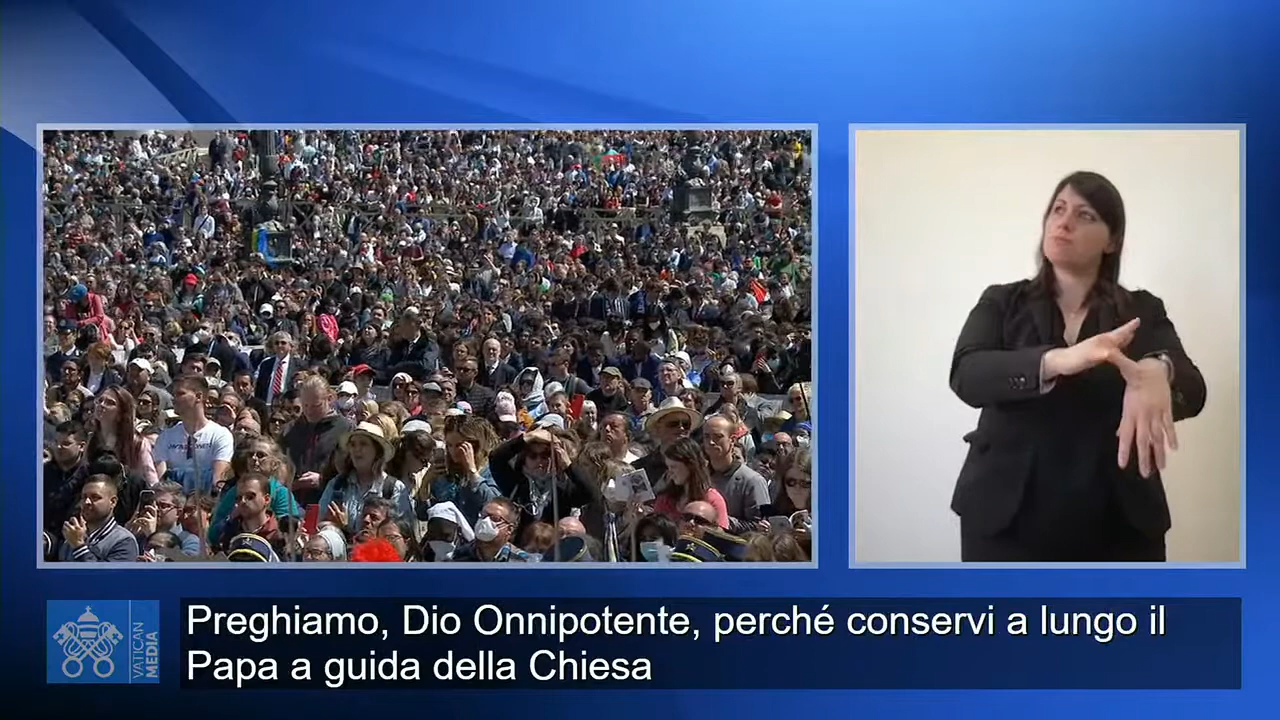 VATICAN
MEDIA
Preghiamo, Dio Onnipotente, perché conservi a lungo il
Papa a guida della Chiesa